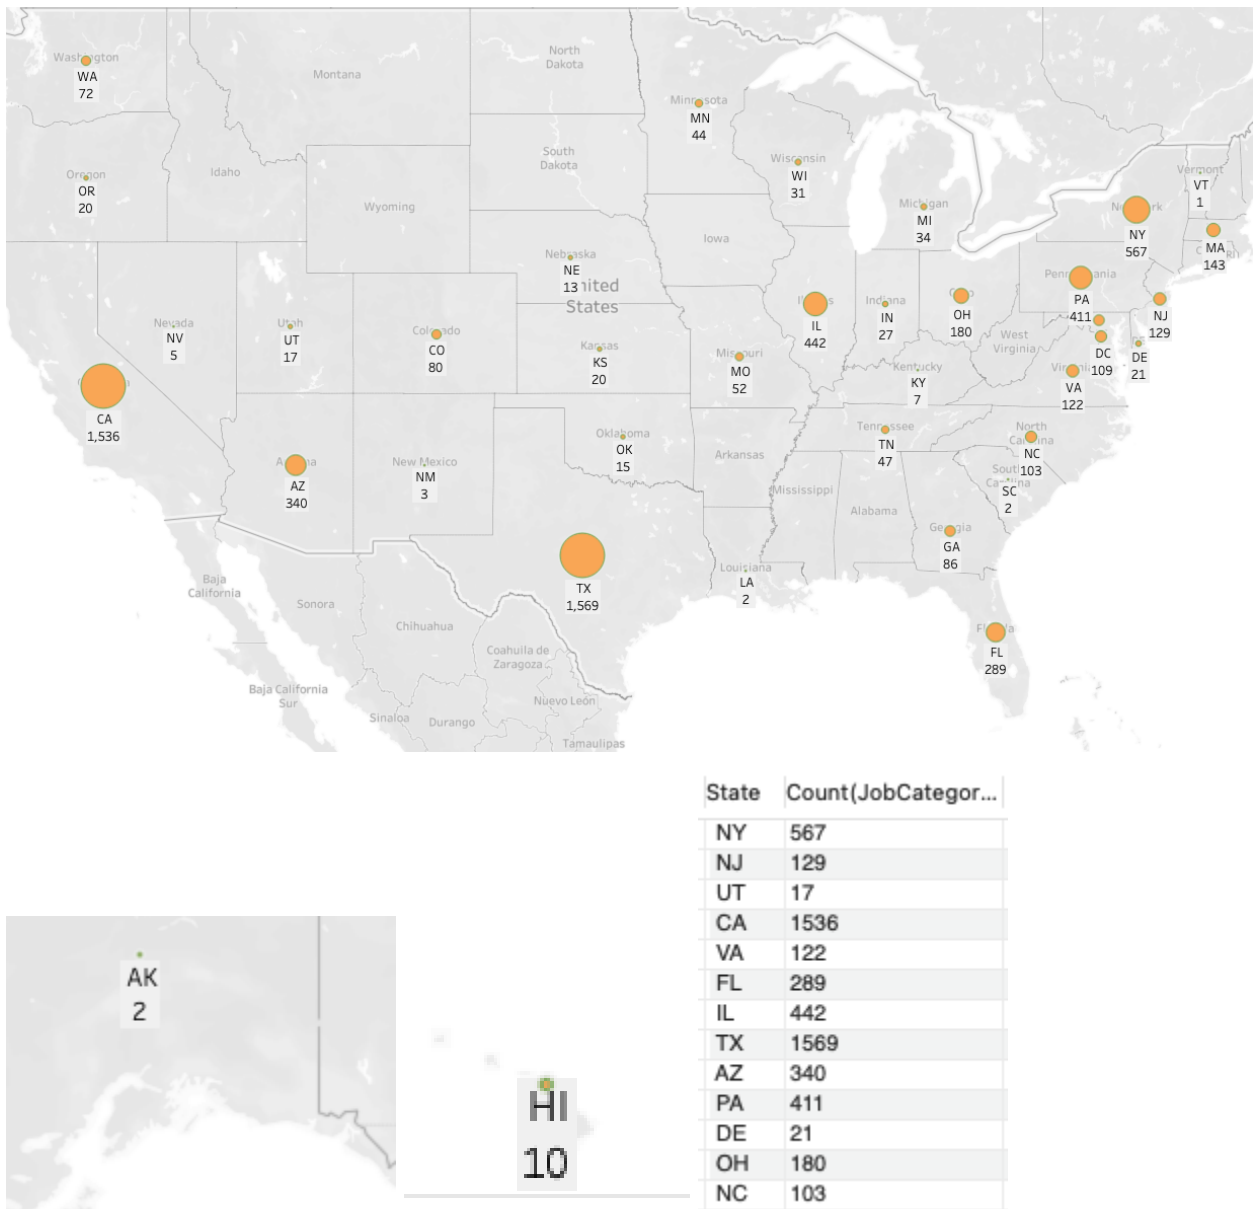 Washington
WA
72
Montana
North
Dakota
Minnesota
MN
44
Oregon
OR
20
Idaho
South
Dakota
Wisconsin
WI
31
Vermont
VT
1
Wyoming
Michigan
MI
34
NY
567
MA
143
Iowa
Nebraska
NE
13
United
States
Pennsylvania
PA
411
NJ
129
Nevada
NV
5
Utah
UT
17
Colorado
CO
80
Kansas
KS
20
Missouri
MO
52
IL
442
Indiana
IN
27
OH
180
West
Virginia
DC
109
DE
21
Kentucky
KY
7
Virginia
VA
122
CA
1,536
AZ
340
New Mexico
NM
3
Oklahoma
OK
15
Arkansas
Tennessee
TN
47
North
Carolina
NC
103
South
Carolina
SC
2
Mississippi
Alabama
Georgia
GA
86
TX
1,569
Louisiana
LA
2
Florida
FL
289
Baja
California
Sonora
Chihuahua
Coahuila de
Zaragoza
Baja California
Sur
Sinaloa
Durango
Nuevo León
Tamaulipas
AK
2
HI
10
State Count(JobCategor...
NY 567
NJ 129
UT 17
CA 1536
VA 122
FL 289
IL 442
TX 1569
AZ 340
PA 411
DE 21
OH 180
NC 103